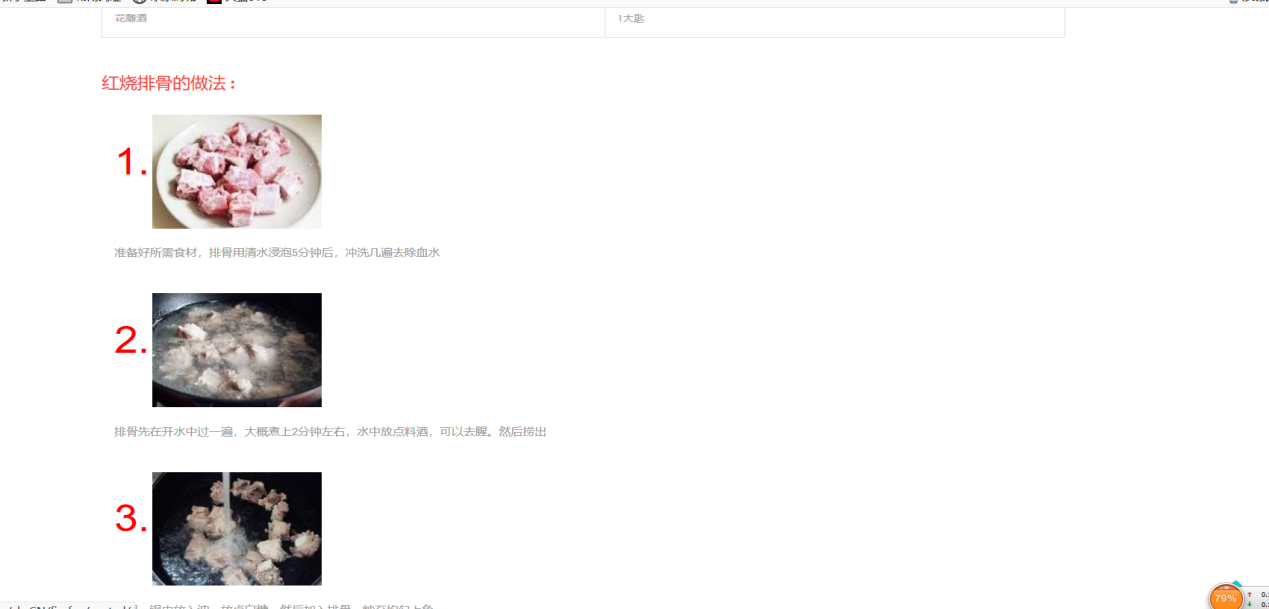 花雕酒
1大匙
红烧排骨的做法：
1.
准备好所需食材，排骨用清水浸泡5分钟后，冲洗几遍去除血水
2.
排骨先在开水中过一遍，大概煮上2分钟左右，水中放点料酒，可以去腥。然后捞出
3.
79%